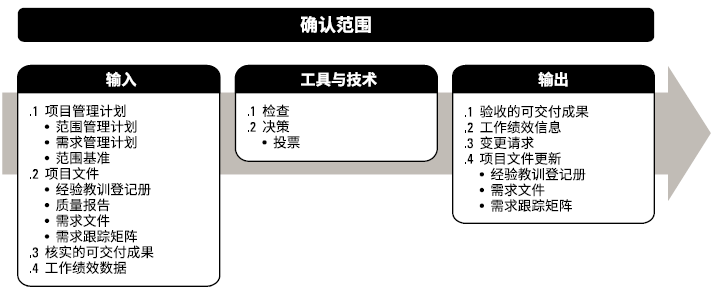 确认范围
输入
.1 项目管理计划
• 范围管理计划
• 需求管理计划
• 范围基准
.2 项目文件
• 经验教训登记册
• 质量报告
• 需求文件
• 需求跟踪矩阵
.3 核实的可交付成果
.4 工作绩效数据
工具与技术
.1 检查
.2 决策
• 投票
输出
.1 验收的可交付成果
.2 工作绩效信息
.3 变更请求
.4 项目文件更新
• 经验教训登记册
• 需求文件
• 需求跟踪矩阵